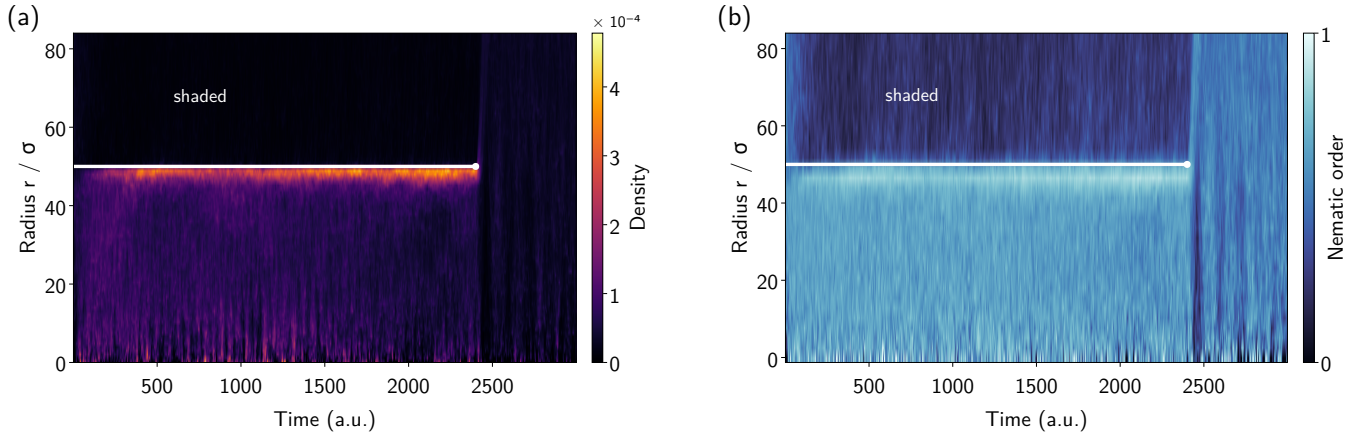 (a)
× 10⁻⁴
80
60
40
20
0
Radius r / σ
shaded
500
1000
1500
2000
2500
Time (a.u.)
4
3
2
1
0
Density
(b)
80
60
40
20
0
Radius r / σ
shaded
500
1000
1500
2000
2500
Time (a.u.)
1
0
Nematic order